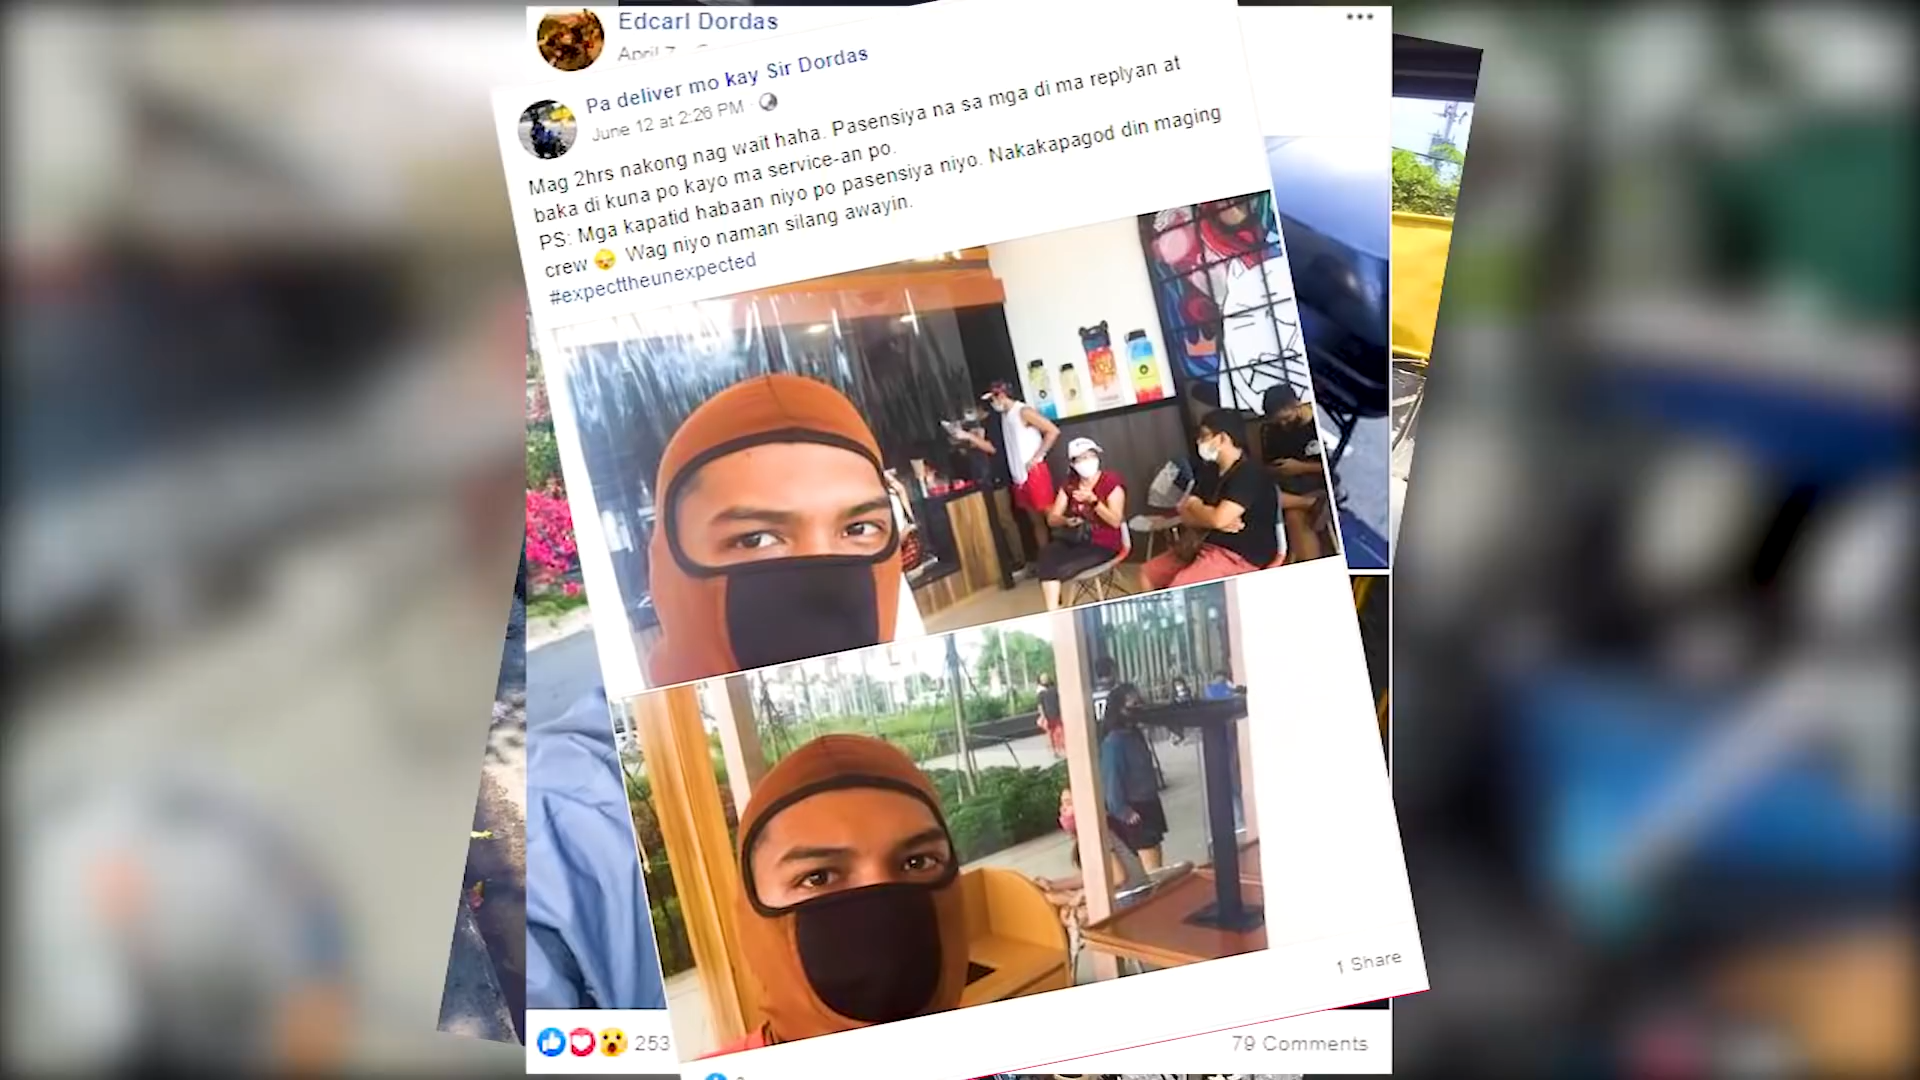 Edcarl Dordas
April 7
Pa deliver mo kay Sir Dordas
June 12 at 2:26 PM
Mag 2hrs nakong nag wait haha. Pasensiya na sa mga di ma replyan at
baka di kuna po kayo ma service-an po.
PS: Mga kapatid habaan niyo po pasensiya niyo. Nakakapagod din maging
crew 😪 Wag niyo naman silang awayin.
#expecttheunexpected
1 Share
253
79 Comments